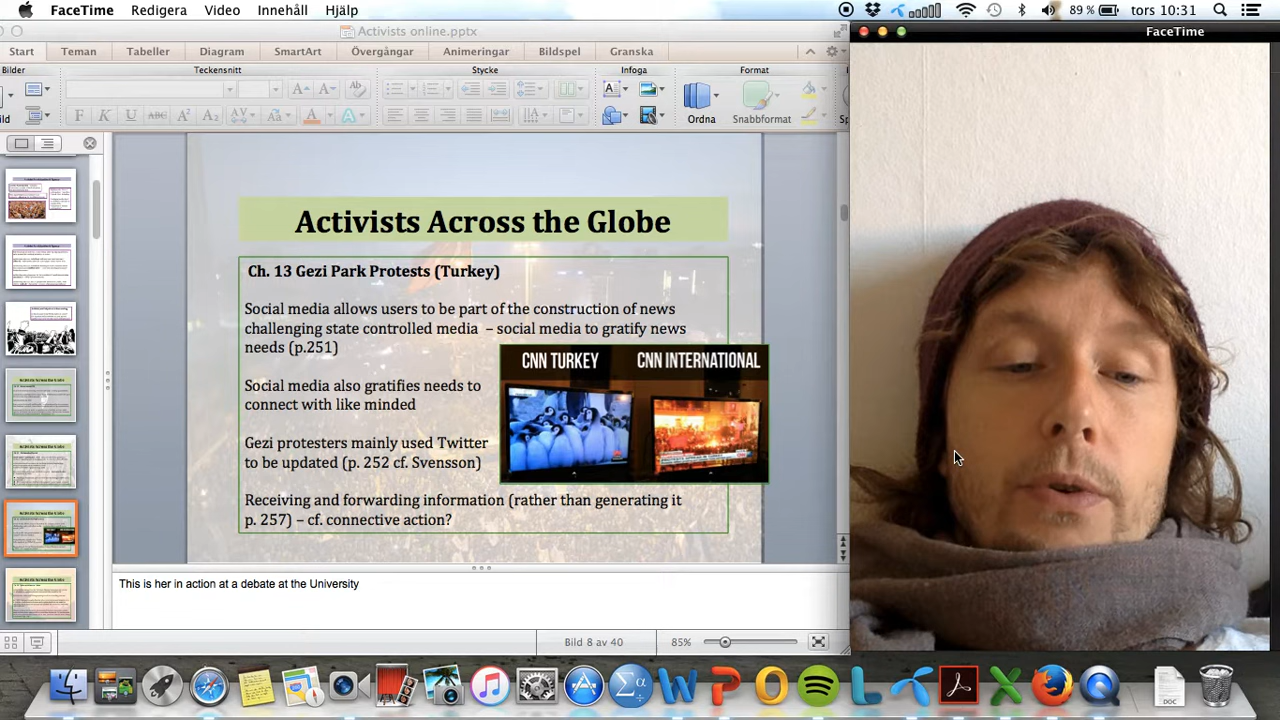 FaceTime Redigera Video Innehåll Hjälp 89 % tors 10:31
Activists online.pptx
FaceTime
Start Teman Tabeller Diagram SmartArt Övergångar Animeringar Bildspel Granska
Bilder Teckensnitt Stycke Infoga Format
Ordna Snabbformat
Activists Across the Globe
Ch. 13 Gezi Park Protests (Turkey)
Social media allows users to be part of the construction of news
challenging state controlled media – social media to gratify news
needs (p.251)
CNN TURKEY CNN INTERNATIONAL
Social media also gratifies needs to
connect with like minded
Gezi protesters mainly used Twitter
to be updated (p. 252 cf. Svensson)
Receiving and forwarding information (rather than generating it
p. 257) – cf. connective action?
This is her in action at a debate at the University
Bild 8 av 40 85%
DOC